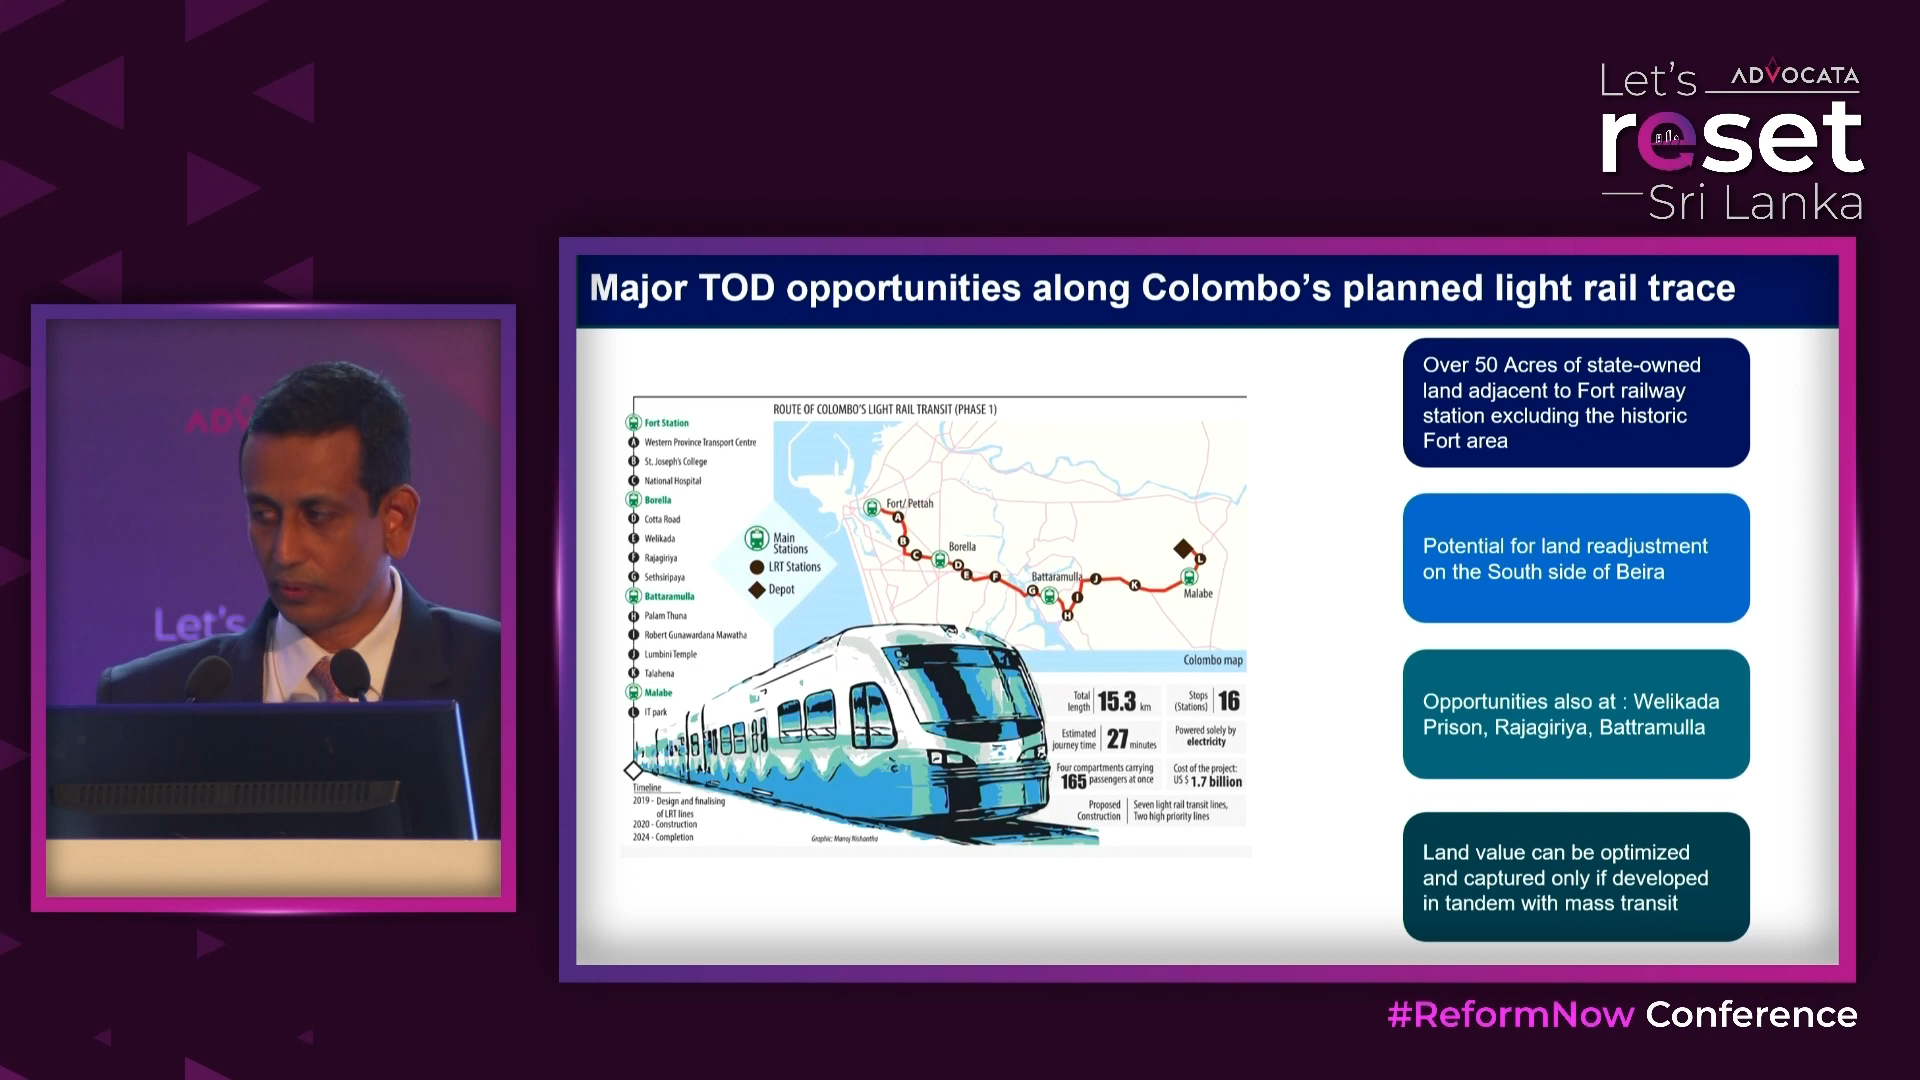 Let's ADVOCATA
reset
Sri Lanka
Major TOD opportunities along Colombo's planned light rail trace
ROUTE OF COLOMBO'S LIGHT RAIL TRANSIT (PHASE 1)
Fort Station
A Western Province Transport Centre
B St. Joseph's College
C National Hospital
Borella
D Cotta Road
E Welikada
F Rajagiriya
G Sethsiripaya
Battaramulla
H Palam Thuna
I Robert Gunawardana Mawatha
J Lumbini Temple
K Talahena
Malabe
L IT park
Timeline
2019 - Design and finalising
of LRT lines
2020 - Construction
2024 - Completion
Main
Stations
LRT Stations
Depot
Fort/ Pettah
A
B
C
Borella
D
E
F
G
Battaramulla
H
I
J
K
L
Malabe
Colombo map
Total
length 15.3 km
Stops
(Stations) 16
Estimated
journey time 27 minutes
Powered solely by
electricity
Four compartments carrying
165 passengers at once
Cost of the project:
US $ 1.7 billion
Proposed
Construction
Seven light rail transit lines,
Two high priority lines
Graphic: Manoj Nishantha
Over 50 Acres of state-owned
land adjacent to Fort railway
station excluding the historic
Fort area
Potential for land readjustment
on the South side of Beira
Opportunities also at : Welikada
Prison, Rajagiriya, Battramulla
Land value can be optimized
and captured only if developed
in tandem with mass transit
ADV
Let's
#ReformNow Conference